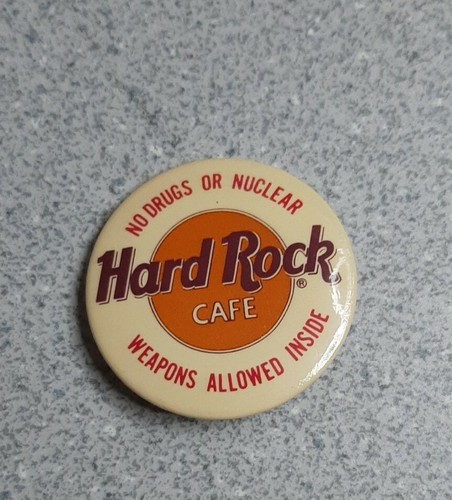 NO DRUGS OR NUCLEAR
Hard Rock ®
CAFE
WEAPONS ALLOWED INSIDE